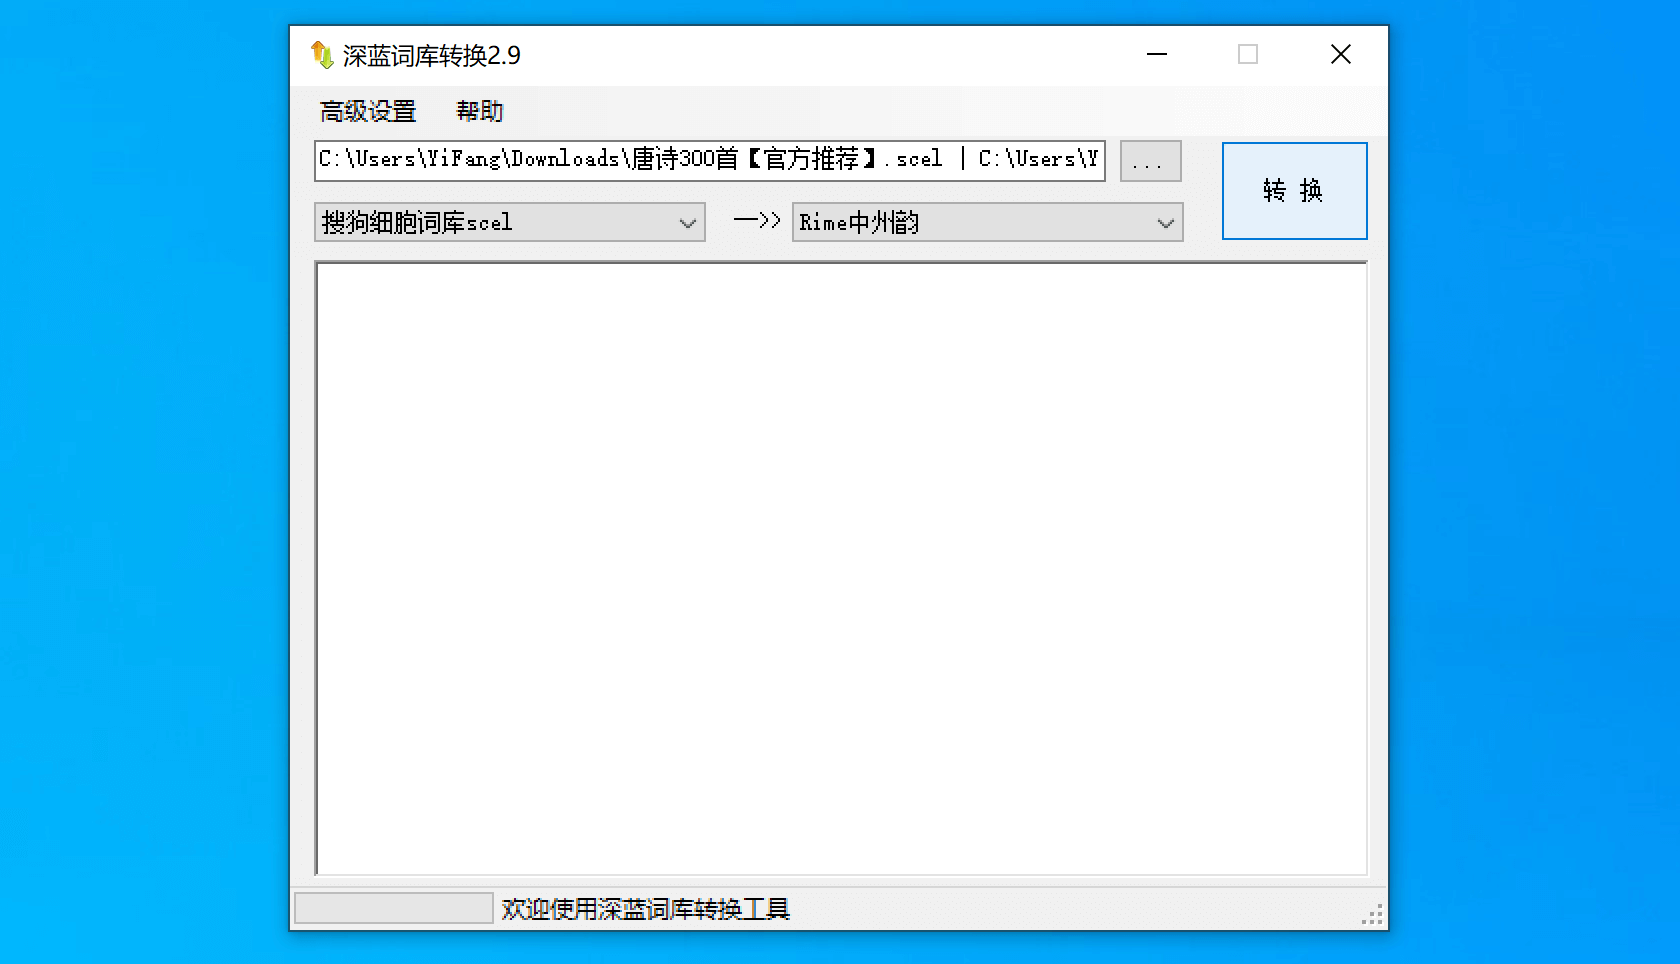 深蓝词库转换2.9
高级设置 帮助
C:\Users\YiFang\Downloads\唐诗300首【官方推荐】.scel | C:\Users\Y
...
转 换
搜狗细胞词库scel
—>>
Rime中州韵
欢迎使用深蓝词库转换工具